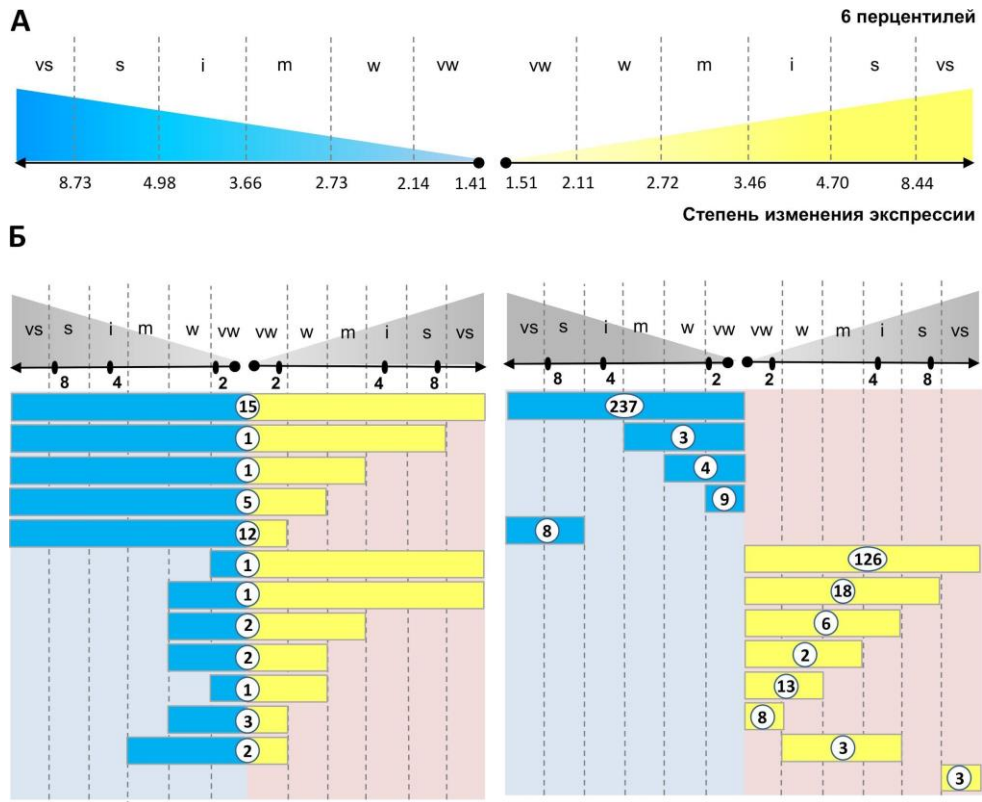 А
6 перцентилей
vs s i m w vw vw w m i s vs
8.73 4.98 3.66 2.73 2.14 1.41 1.51 2.11 2.72 3.46 4.70 8.44
Степень изменения экспрессии
Б
vs s i m w vw vw w m i s vs
8 4 2 2 4 8
15
1
1
5
12
1
1
2
2
1
3
2
vs s i m w vw vw w m i s vs
8 4 2 2 4 8
237
3
4
9
8
126
18
6
2
13
8
3
3